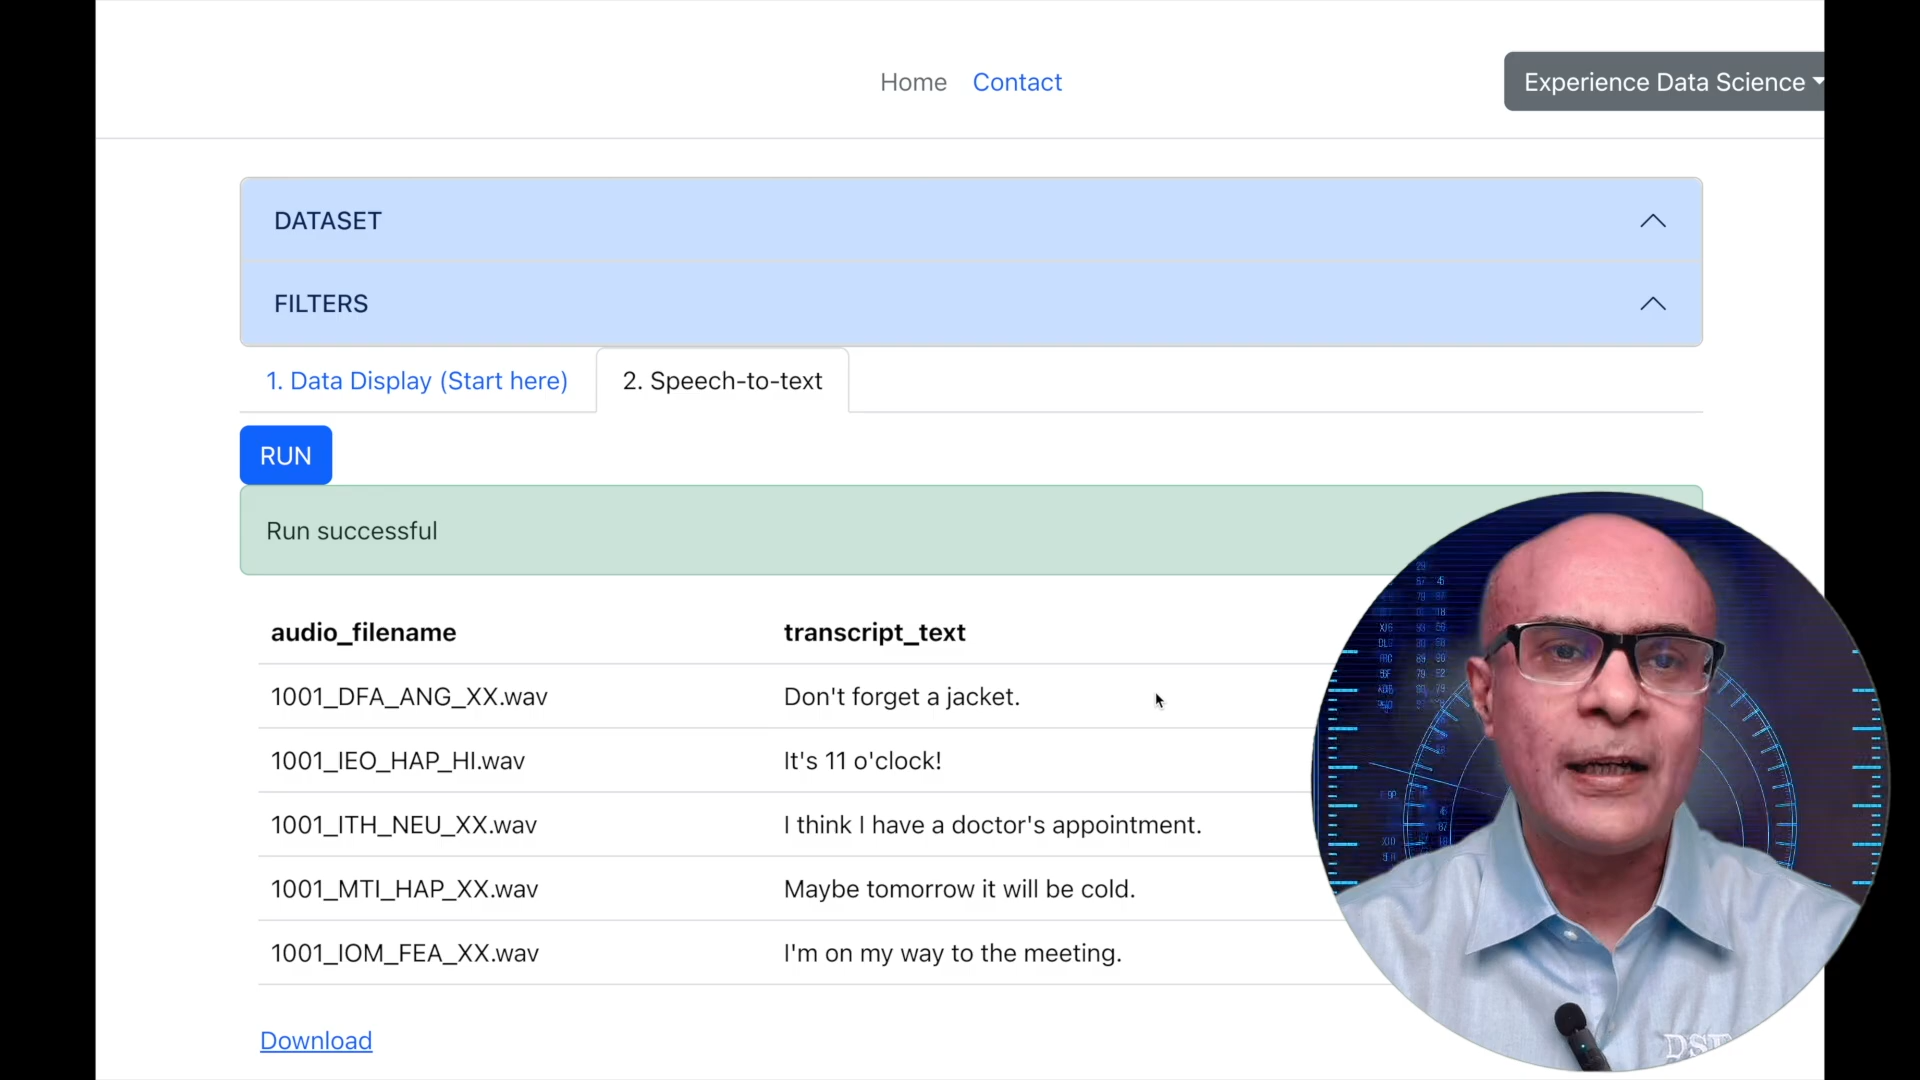 Home Contact
Experience Data Science
DATASET
FILTERS
1. Data Display (Start here)
2. Speech-to-text
RUN
Run successful
audio_filename transcript_text
1001_DFA_ANG_XX.wav Don't forget a jacket.
1001_IEO_HAP_HI.wav It's 11 o'clock!
1001_ITH_NEU_XX.wav I think I have a doctor's appointment.
1001_MTI_HAP_XX.wav Maybe tomorrow it will be cold.
1001_IOM_FEA_XX.wav I'm on my way to the meeting.
Download